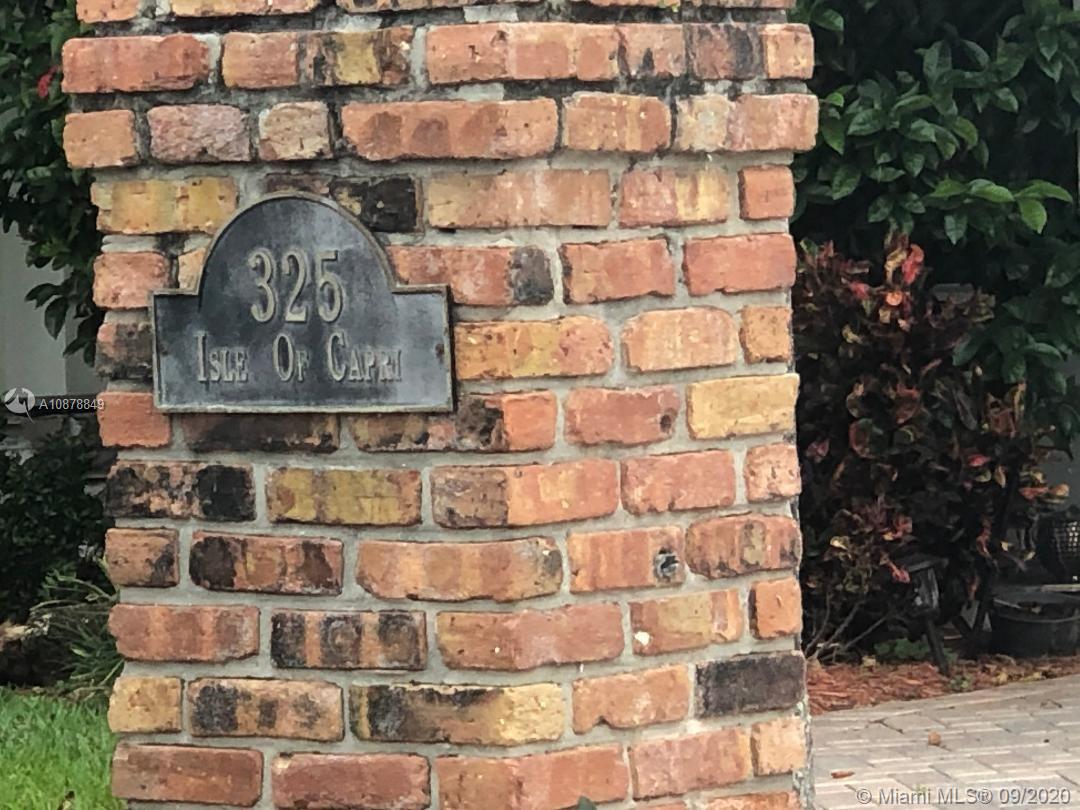 325
Isle Of Capri
A10878849
© Miami MLS® 09/2020